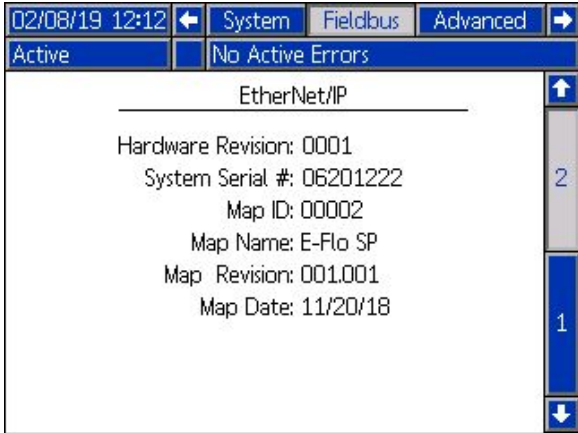 02/08/19 12:12 System Fieldbus Advanced
Active No Active Errors
EtherNet/IP
Hardware Revision: 0001
System Serial #: 06201222
Map ID: 00002
Map Name: E-Flo SP
Map Revision: 001.001
Map Date: 11/20/18
2
1